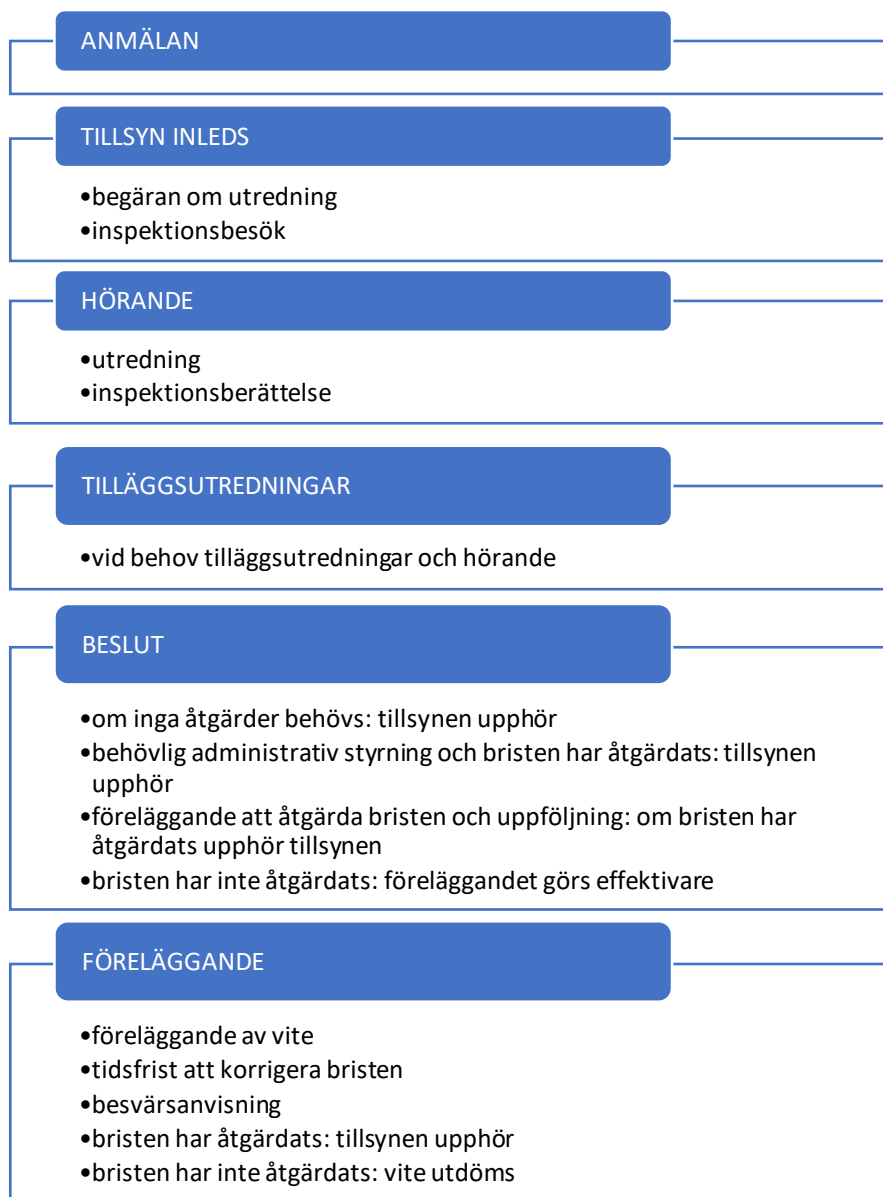 ANMÄLAN
TILLSYN INLEDS
•begäran om utredning
•inspektionsbesök
HÖRANDE
•utredning
•inspektionsberättelse
TILLÄGGSUTREDNINGAR
•vid behov tilläggsutredningar och hörande
BESLUT
•om inga åtgärder behövs: tillsynen upphör
•behövlig administrativ styrning och bristen har åtgärdats: tillsynen
upphör
•föreläggande att åtgärda bristen och uppföljning: om bristen har
åtgärdats upphör tillsynen
•bristen har inte åtgärdats: föreläggandet görs effektivare
FÖRELÄGGANDE
•föreläggande av vite
•tidsfrist att korrigera bristen
•besvärsanvisning
•bristen har åtgärdats: tillsynen upphör
•bristen har inte åtgärdats: vite utdöms